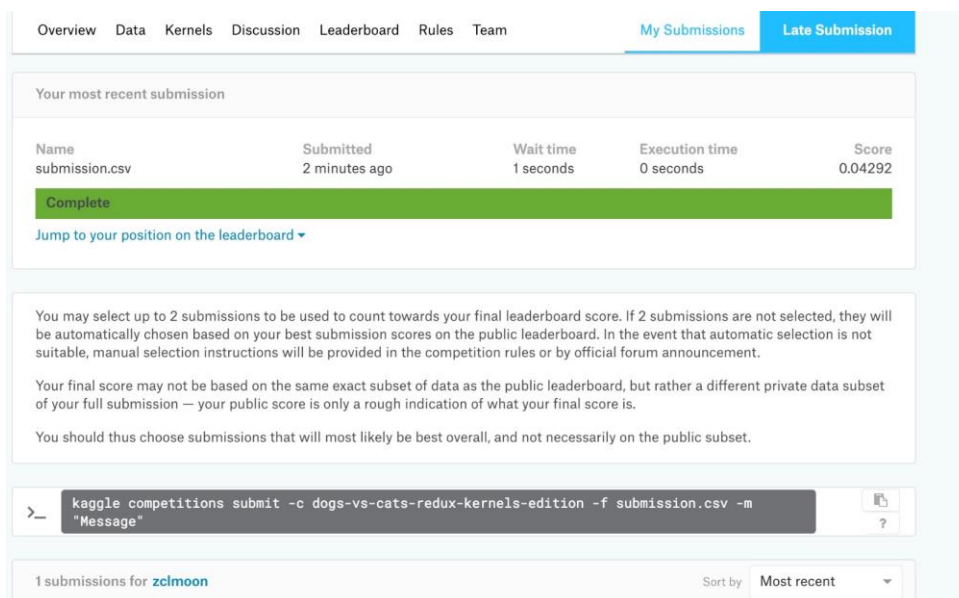 Overview Data Kernels Discussion Leaderboard Rules Team My Submissions Late Submission
Your most recent submission
Name Submitted Wait time Execution time Score
submission.csv 2 minutes ago 1 seconds 0 seconds 0.04292
Complete
Jump to your position on the leaderboard
You may select up to 2 submissions to be used to count towards your final leaderboard score. If 2 submissions are not selected, they will
be automatically chosen based on your best submission scores on the public leaderboard. In the event that automatic selection is not
suitable, manual selection instructions will be provided in the competition rules or by official forum announcement.
Your final score may not be based on the same exact subset of data as the public leaderboard, but rather a different private data subset
of your full submission — your public score is only a rough indication of what your final score is.
You should thus choose submissions that will most likely be best overall, and not necessarily on the public subset.
>_ kaggle competitions submit -c dogs-vs-cats-redux-kernels-edition -f submission.csv -m
"Message"
?
1 submissions for zclmoon Sort by Most recent